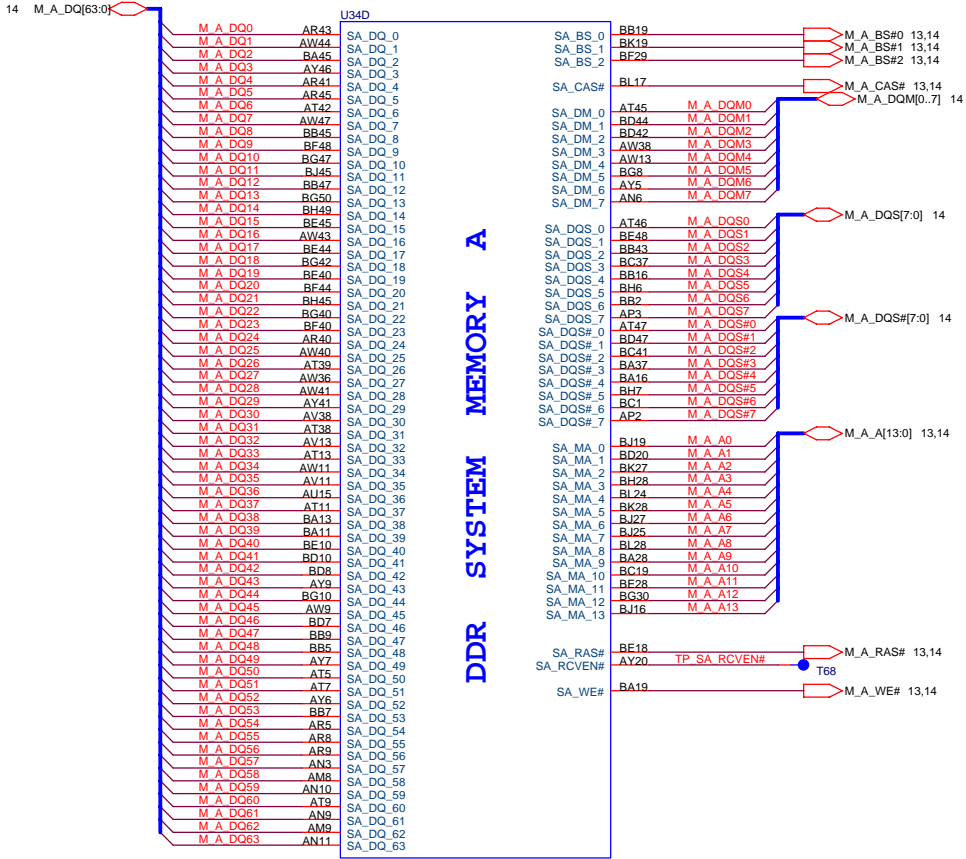 14 M_A_DQ[63:0]
U34D
M_A_DQ0 AR43 SA_DQ_0
M_A_DQ1 AW44 SA_DQ_1
M_A_DQ2 BA45 SA_DQ_2
M_A_DQ3 AY46 SA_DQ_3
M_A_DQ4 AR41 SA_DQ_4
M_A_DQ5 AR45 SA_DQ_5
M_A_DQ6 AT42 SA_DQ_6
M_A_DQ7 AW47 SA_DQ_7
M_A_DQ8 BB45 SA_DQ_8
M_A_DQ9 BF48 SA_DQ_9
M_A_DQ10 BG47 SA_DQ_10
M_A_DQ11 BJ45 SA_DQ_11
M_A_DQ12 BB47 SA_DQ_12
M_A_DQ13 BG50 SA_DQ_13
M_A_DQ14 BH49 SA_DQ_14
M_A_DQ15 BE45 SA_DQ_15
M_A_DQ16 AW43 SA_DQ_16
M_A_DQ17 BE44 SA_DQ_17
M_A_DQ18 BG42 SA_DQ_18
M_A_DQ19 BE40 SA_DQ_19
M_A_DQ20 BF44 SA_DQ_20
M_A_DQ21 BH45 SA_DQ_21
M_A_DQ22 BG40 SA_DQ_22
M_A_DQ23 BF40 SA_DQ_23
M_A_DQ24 AR40 SA_DQ_24
M_A_DQ25 AW40 SA_DQ_25
M_A_DQ26 AT39 SA_DQ_26
M_A_DQ27 AW36 SA_DQ_27
M_A_DQ28 AW41 SA_DQ_28
M_A_DQ29 AY41 SA_DQ_29
M_A_DQ30 AV38 SA_DQ_30
M_A_DQ31 AT38 SA_DQ_31
M_A_DQ32 AV13 SA_DQ_32
M_A_DQ33 AT13 SA_DQ_33
M_A_DQ34 AW11 SA_DQ_34
M_A_DQ35 AV11 SA_DQ_35
M_A_DQ36 AU15 SA_DQ_36
M_A_DQ37 AT11 SA_DQ_37
M_A_DQ38 BA13 SA_DQ_38
M_A_DQ39 BA11 SA_DQ_39
M_A_DQ40 BE10 SA_DQ_40
M_A_DQ41 BD10 SA_DQ_41
M_A_DQ42 BD8 SA_DQ_42
M_A_DQ43 AY9 SA_DQ_43
M_A_DQ44 BG10 SA_DQ_44
M_A_DQ45 AW9 SA_DQ_45
M_A_DQ46 BD7 SA_DQ_46
M_A_DQ47 BB9 SA_DQ_47
M_A_DQ48 BB5 SA_DQ_48
M_A_DQ49 AY7 SA_DQ_49
M_A_DQ50 AT5 SA_DQ_50
M_A_DQ51 AT7 SA_DQ_51
M_A_DQ52 AY6 SA_DQ_52
M_A_DQ53 BB7 SA_DQ_53
M_A_DQ54 AR5 SA_DQ_54
M_A_DQ55 AR8 SA_DQ_55
M_A_DQ56 AR9 SA_DQ_56
M_A_DQ57 AN3 SA_DQ_57
M_A_DQ58 AM8 SA_DQ_58
M_A_DQ59 AN10 SA_DQ_59
M_A_DQ60 AT9 SA_DQ_60
M_A_DQ61 AN9 SA_DQ_61
M_A_DQ62 AM9 SA_DQ_62
M_A_DQ63 AN11 SA_DQ_63
DDR SYSTEM MEMORY A
SA_BS_0 BB19 M_A_BS#0 13,14
SA_BS_1 BK19 M_A_BS#1 13,14
SA_BS_2 BF29 M_A_BS#2 13,14
SA_CAS# BL17 M_A_CAS# 13,14
M_A_DQM[0..7] 14
SA_DM_0 AT45 M_A_DQM0
SA_DM_1 BD44 M_A_DQM1
SA_DM_2 BD42 M_A_DQM2
SA_DM_3 AW38 M_A_DQM3
SA_DM_4 AW13 M_A_DQM4
SA_DM_5 BG8 M_A_DQM5
SA_DM_6 AY5 M_A_DQM6
SA_DM_7 AN6 M_A_DQM7
M_A_DQS[7:0] 14
SA_DQS_0 AT46 M_A_DQS0
SA_DQS_1 BE48 M_A_DQS1
SA_DQS_2 BB43 M_A_DQS2
SA_DQS_3 BC37 M_A_DQS3
SA_DQS_4 BB16 M_A_DQS4
SA_DQS_5 BH6 M_A_DQS5
SA_DQS_6 BB2 M_A_DQS6
SA_DQS_7 AP3 M_A_DQS7
M_A_DQS#[7:0] 14
SA_DQS#_0 AT47 M_A_DQS#0
SA_DQS#_1 BD47 M_A_DQS#1
SA_DQS#_2 BC41 M_A_DQS#2
SA_DQS#_3 BA37 M_A_DQS#3
SA_DQS#_4 BA16 M_A_DQS#4
SA_DQS#_5 BH7 M_A_DQS#5
SA_DQS#_6 BC1 M_A_DQS#6
SA_DQS#_7 AP2 M_A_DQS#7
M_A_A[13:0] 13,14
SA_MA_0 BJ19 M_A_A0
SA_MA_1 BD20 M_A_A1
SA_MA_2 BK27 M_A_A2
SA_MA_3 BH28 M_A_A3
SA_MA_4 BL24 M_A_A4
SA_MA_5 BK28 M_A_A5
SA_MA_6 BJ27 M_A_A6
SA_MA_7 BJ25 M_A_A7
SA_MA_8 BL28 M_A_A8
SA_MA_9 BA28 M_A_A9
SA_MA_10 BC19 M_A_A10
SA_MA_11 BE28 M_A_A11
SA_MA_12 BG30 M_A_A12
SA_MA_13 BJ16 M_A_A13
SA_RAS# BE18 M_A_RAS# 13,14
SA_RCVEN# AY20 TP_SA_RCVEN# T68
SA_WE# BA19 M_A_WE# 13,14